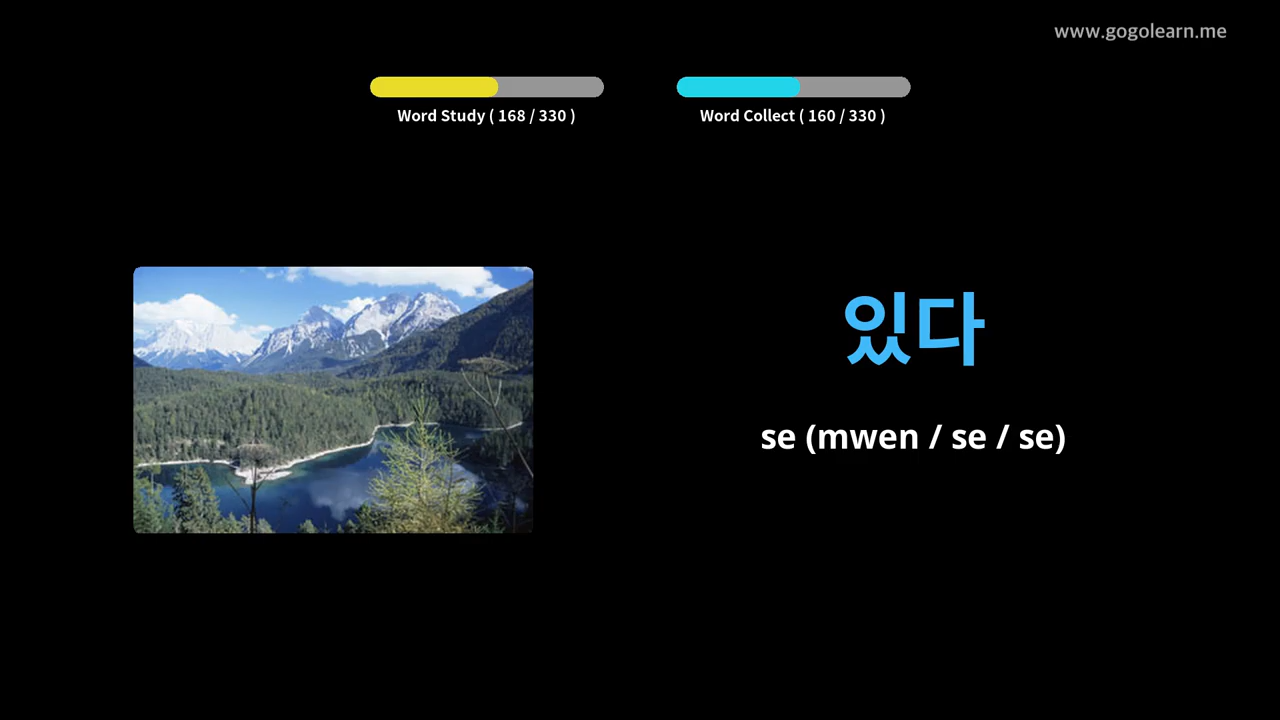 www.gogolearn.me
Word Study ( 168 / 330 )
Word Collect ( 160 / 330 )
있다
se (mwen / se / se)